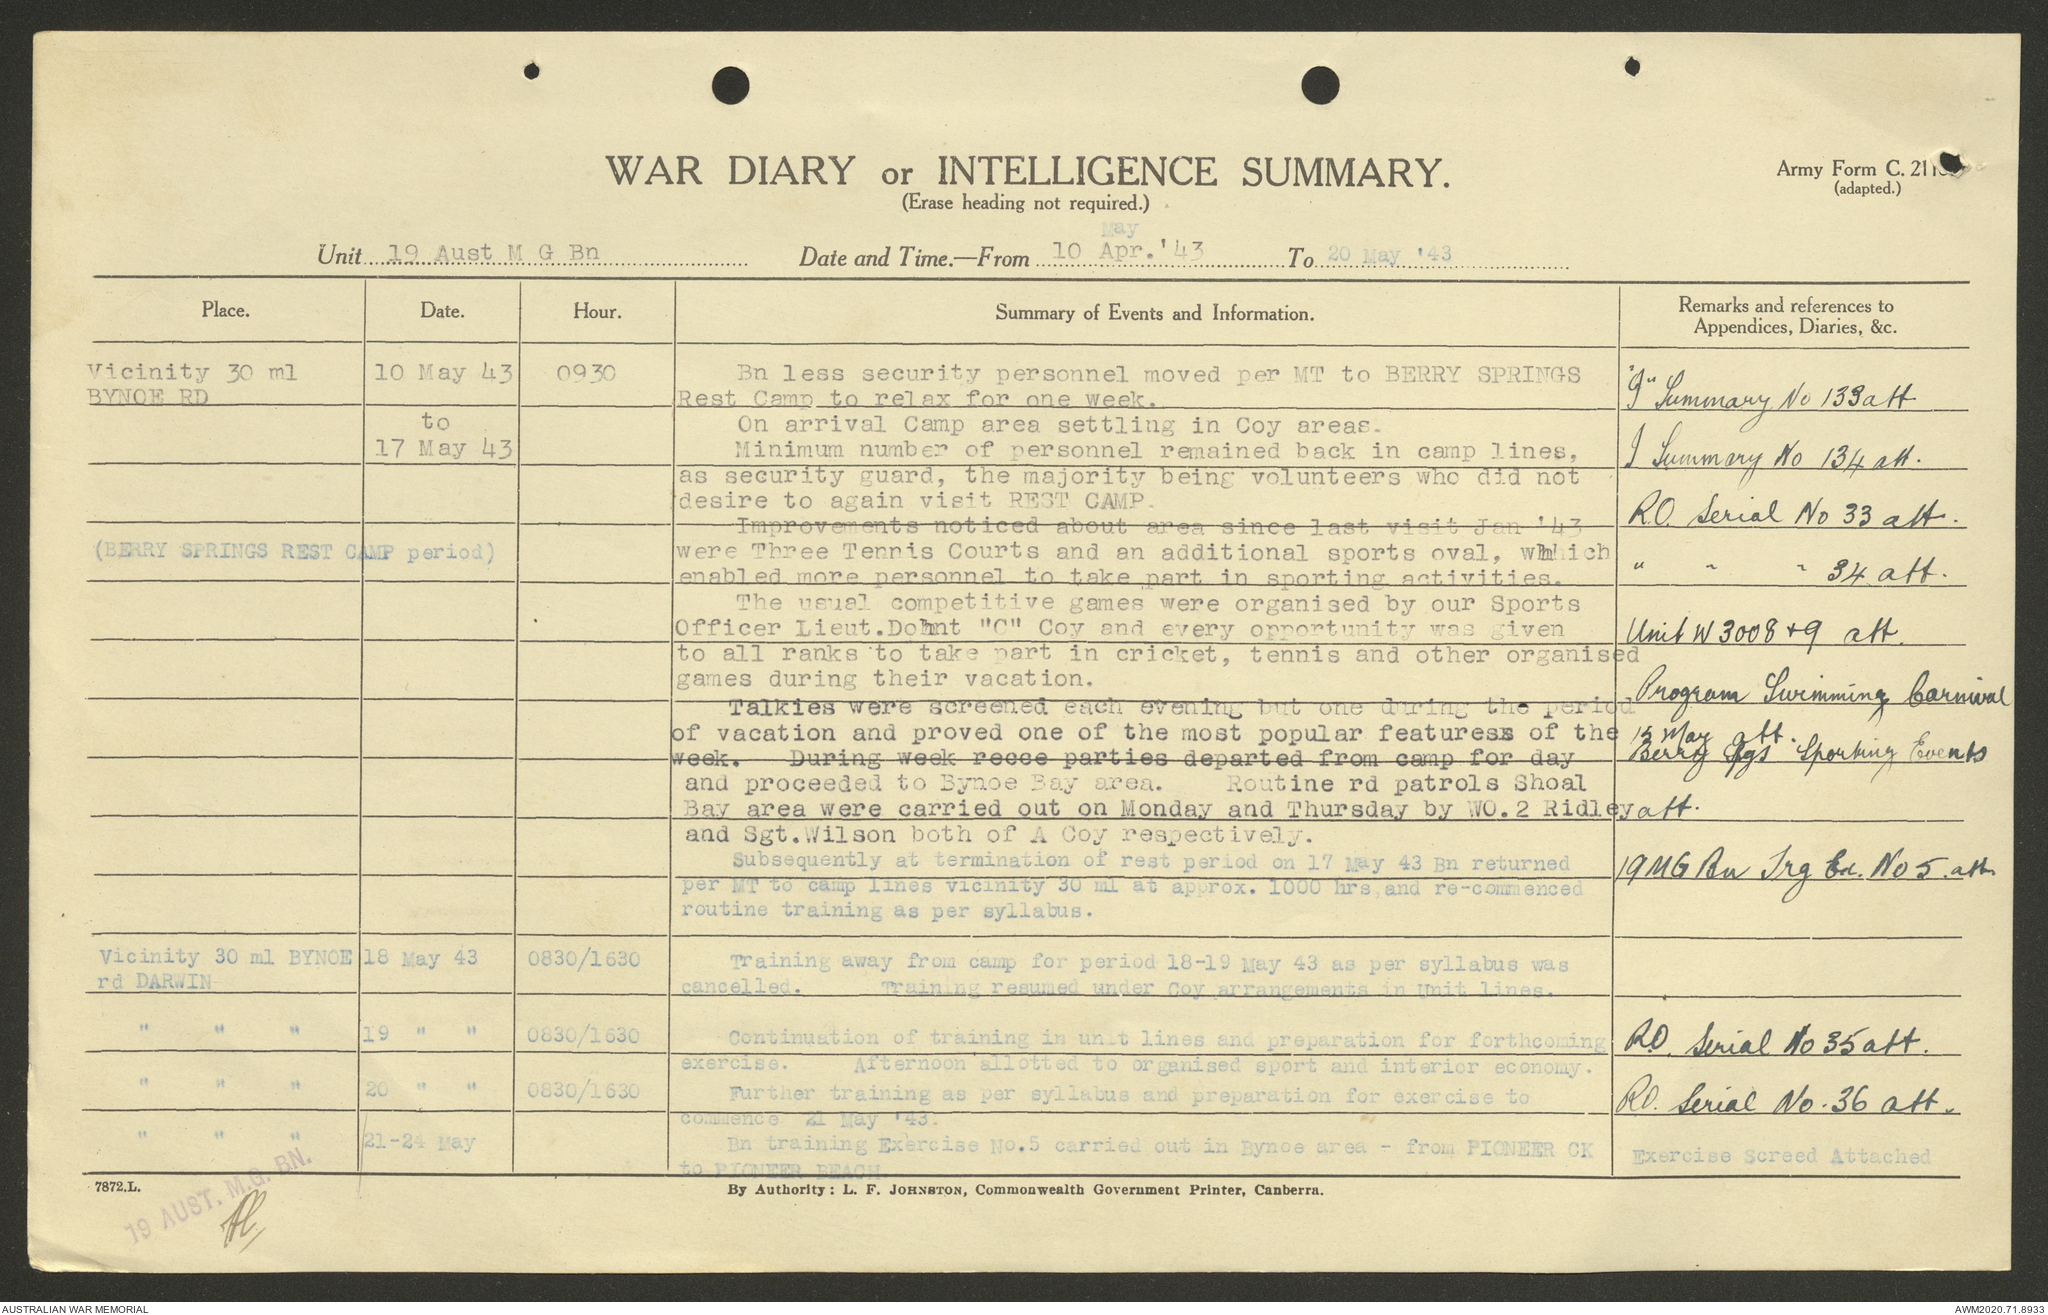 WAR DIARY or INTELLIGENCE SUMMARY.
(Erase heading not required.)
Army Form C. 211
(adapted.)
May
Unit 19 Aust M G Bn Date and Time.—From 10 Apr.'43 To 20 May '43
Place. Date. Hour. Summary of Events and Information. Remarks and references to Appendices, Diaries, &c.
Vicinity 30 ml 10 May 43 0930 Bn less security personnel moved per MT to BERRY SPRINGS
BYNOE RD Rest Camp to relax for one week. "I" Summary No 133 att
to On arrival Camp area settling in Coy areas.
17 May 43 Minimum number of personnel remained back in camp lines, I Summary No 134 att.
as security guard, the majority being volunteers who did not
desire to again visit REST CAMP. R.O. Serial No 33 att.
Improvements noticed about area since last visit Jan '43
(BERRY SPRINGS REST CAMP period) were Three Tennis Courts and an additional sports oval, which
enabled more personnel to take part in sporting activities. " " " 34 att.
The usual competitive games were organised by our Sports
Officer Lieut. "C" Coy and every opportunity was given Unit W3008+9 att.
to all ranks to take part in cricket, tennis and other organised
games during their vacation. Program Swimming Carnival
Talkies were screened each evening but one during the period
of vacation and proved one of the most popular features of the 15 May att.
week. During week recce parties departed from camp for day Berry Spgs Sporting Events
and proceeded to Bynoe Bay area. Routine rd patrols Shoal
Bay area were carried out on Monday and Thursday by WO.2 Ridley att.
and Sgt.Wilson both of A Coy respectively.
Subsequently at termination of rest period on 17 May 43 Bn returned 19 MG Bn Trg No 5. att.
per MT to camp lines vicinity 30 ml at approx. 1000 hrs,and re-commenced
routine training as per syllabus.
Vicinity 30 ml BYNOE 18 May 43 0830/1630 Training away from camp for period 18-19 May 43 as per syllabus was
rd DARWIN cancelled. Training resumed under Coy arrangements in Unit lines.
" " " 19 " " 0830/1630 Continuation of training in unit lines and preparation for forthcoming R.O. Serial No 35 att.
exercise. Afternoon allotted to organised sport and interior economy.
" " " 20 " " 0830/1630 Further training as per syllabus and preparation for exercise to R.O. Serial No. 36 att.
commence 21 May '43.
" " " 21-24 May Bn training Exercise No.5 carried out in Bynoe area - from PIONEER CK Exercise Screed Attached
to PIONEER BEACH.
7872.L. By Authority: L. F. JOHNSTON, Commonwealth Government Printer, Canberra.
19 AUST. M.G. BN.
AUSTRALIAN WAR MEMORIAL
AWM2020.71.8933